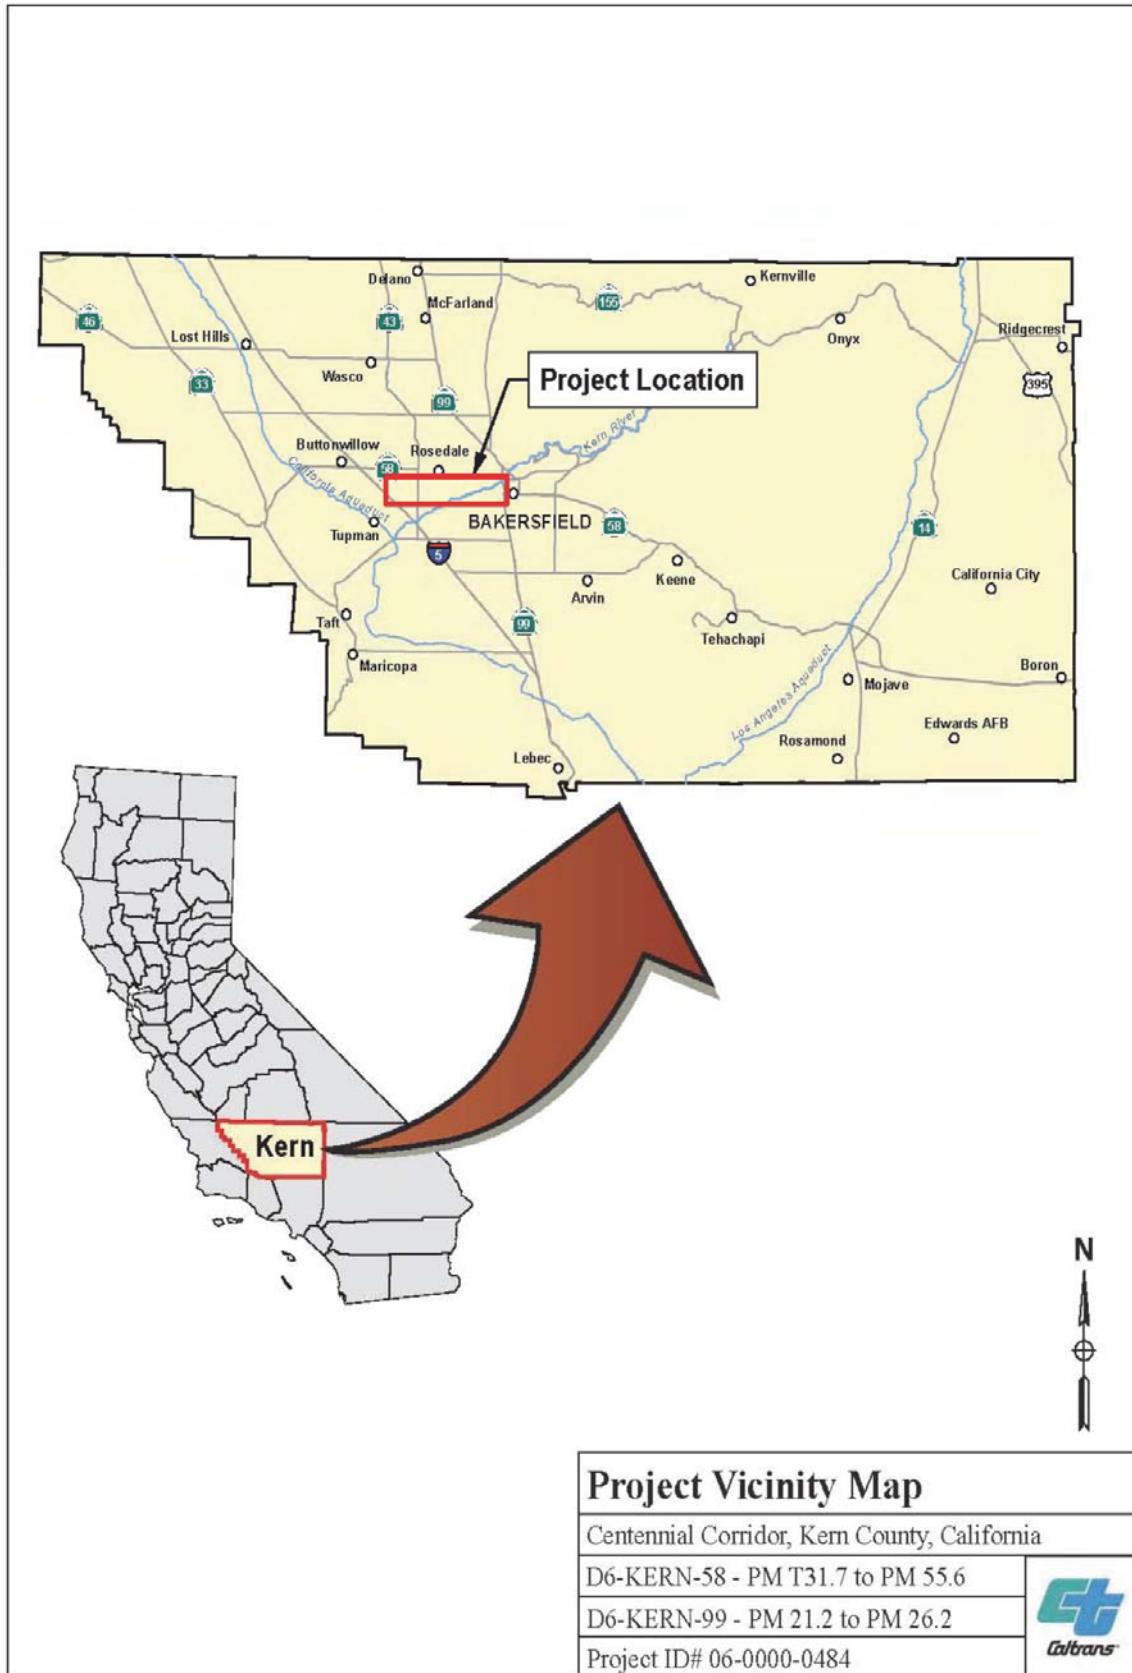 Delano
Kernville
McFarland
155
46
43
Lost Hills
Onyx
Ridgecrest
Wasco
33
Project Location
395
99
Kern River
Buttonwillow
Rosedale
58
California Aquaduct
BAKERSFIELD
Tupman
58
14
5
Keene
California City
Arvin
Taft
99
Tehachapi
Maricopa
Los Angeles Aquaduct
Boron
Mojave
Edwards AFB
Rosamond
Lebec
Kern
N
Project Vicinity Map
Centennial Corridor, Kern County, California
D6-KERN-58 - PM T31.7 to PM 55.6
D6-KERN-99 - PM 21.2 to PM 26.2
Project ID# 06-0000-0484
ct
Caltrans